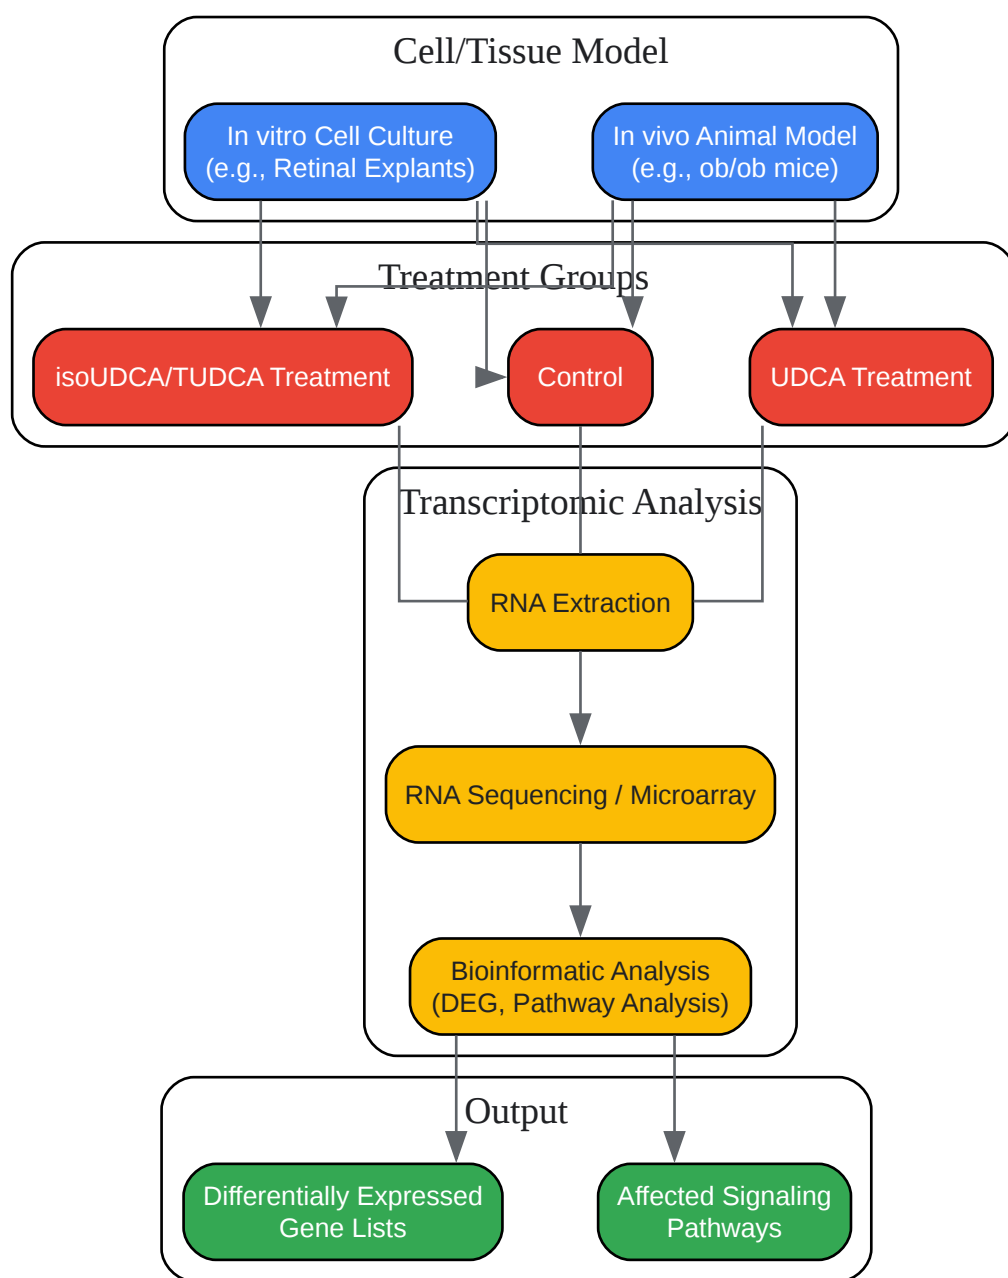 Cell/Tissue Model
In vitro Cell Culture
(e.g., Retinal Explants)
In vivo Animal Model
(e.g., ob/ob mice)
Treatment Groups
isoUDCA/TUDCA Treatment
Control
UDCA Treatment
Transcriptomic Analysis
RNA Extraction
RNA Sequencing / Microarray
Bioinformatic Analysis
(DEG, Pathway Analysis)
Output
Differentially Expressed
Gene Lists
Affected Signaling
Pathways